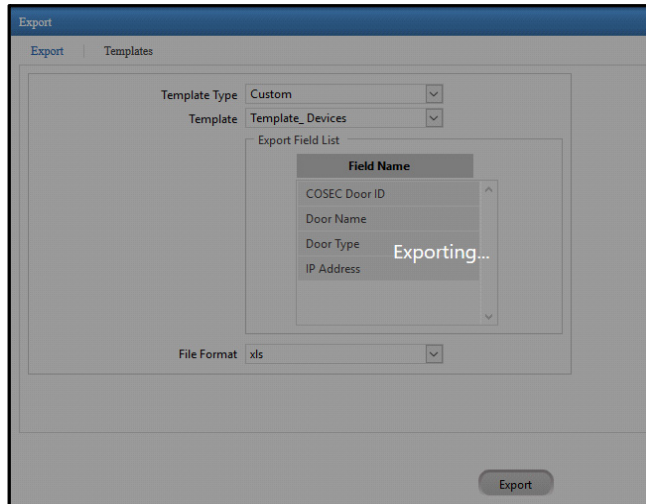 Export
Export Templates
Template Type Custom
Template Template_ Devices
Export Field List
Field Name
COSEC Door ID
Door Name
Door Type
Exporting...
IP Address
File Format xls
Export